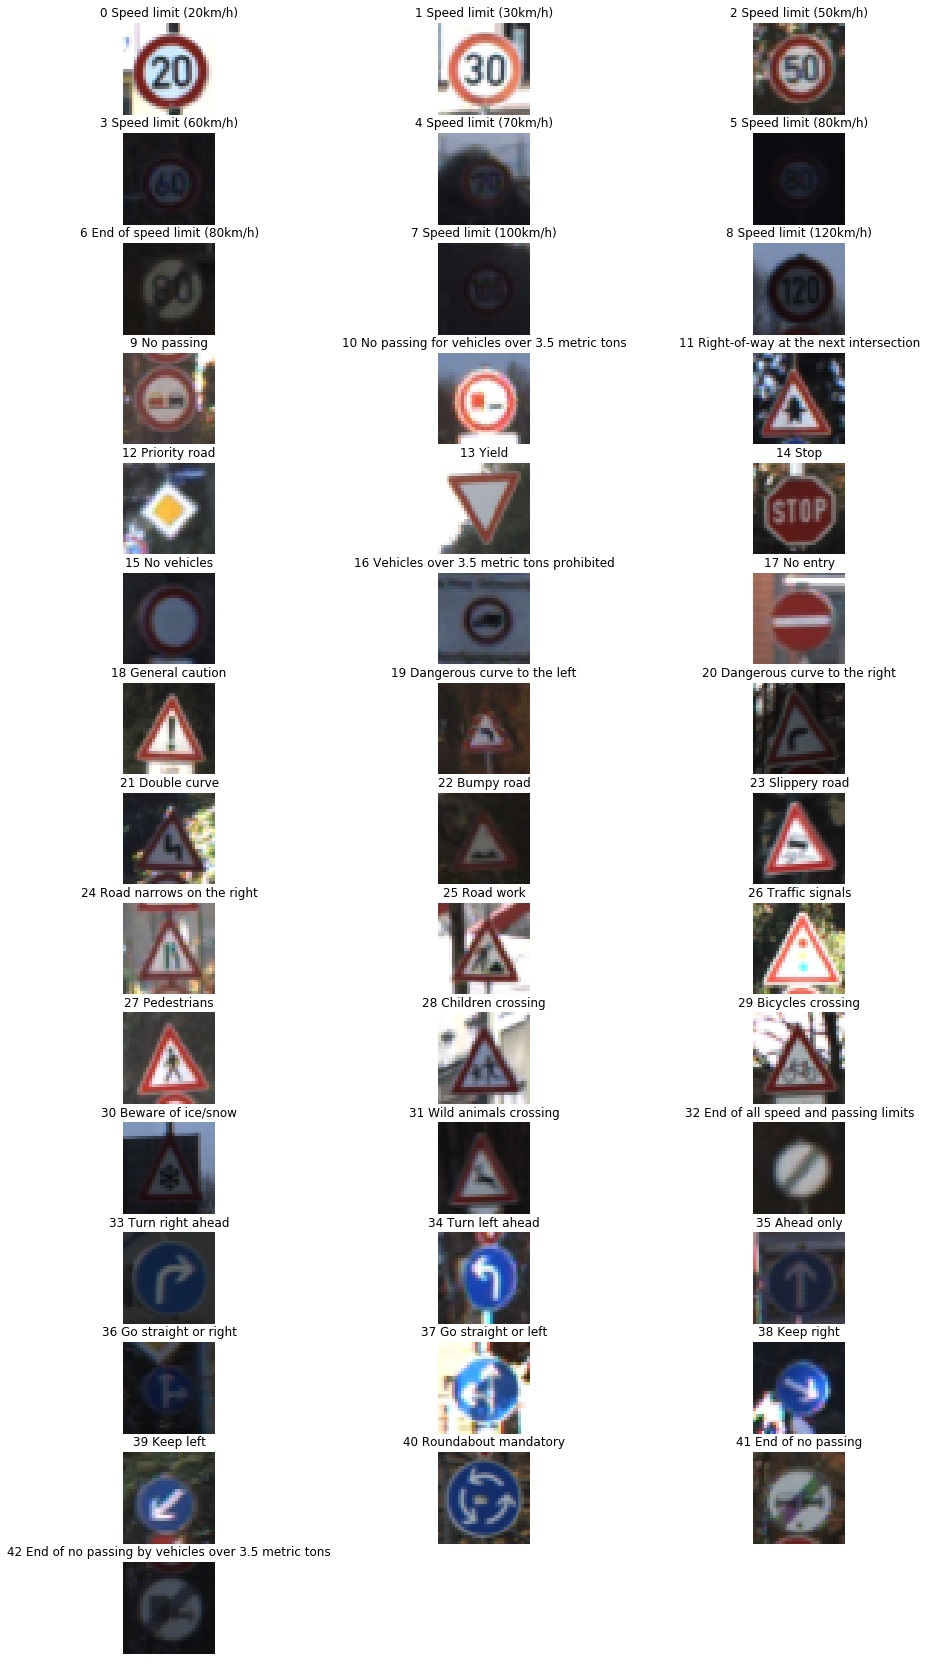 0 Speed limit (20km/h)
1 Speed limit (30km/h)
2 Speed limit (50km/h)
20
30
50
3 Speed limit (60km/h)
4 Speed limit (70km/h)
5 Speed limit (80km/h)
60
70
80
6 End of speed limit (80km/h)
7 Speed limit (100km/h)
8 Speed limit (120km/h)
80
100
120
9 No passing
10 No passing for vehicles over 3.5 metric tons
11 Right-of-way at the next intersection
12 Priority road
13 Yield
14 Stop
STOP
15 No vehicles
16 Vehicles over 3.5 metric tons prohibited
17 No entry
18 General caution
19 Dangerous curve to the left
20 Dangerous curve to the right
21 Double curve
22 Bumpy road
23 Slippery road
24 Road narrows on the right
25 Road work
26 Traffic signals
27 Pedestrians
28 Children crossing
29 Bicycles crossing
30 Beware of ice/snow
31 Wild animals crossing
32 End of all speed and passing limits
33 Turn right ahead
34 Turn left ahead
35 Ahead only
36 Go straight or right
37 Go straight or left
38 Keep right
39 Keep left
40 Roundabout mandatory
41 End of no passing
42 End of no passing by vehicles over 3.5 metric tons